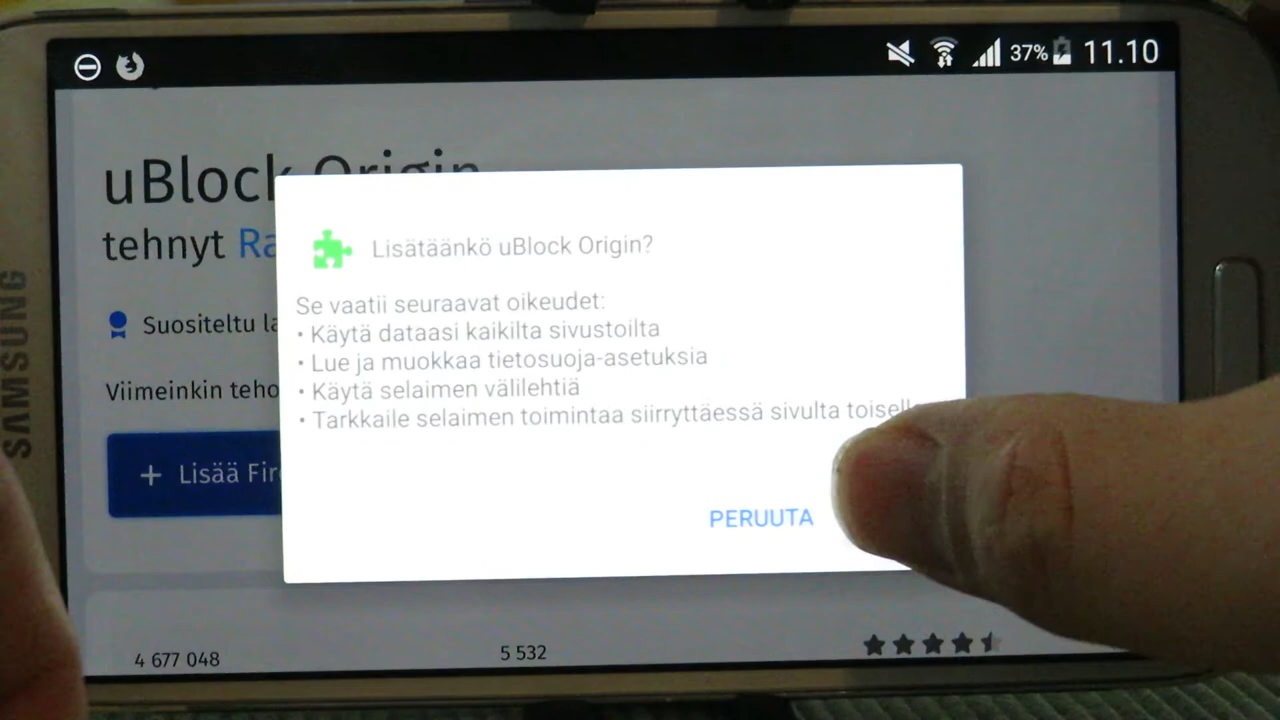 37% 11.10
uBlock Origin
tehnyt
Lisätäänkö uBlock Origin?
Se vaatii seuraavat oikeudet:
• Käytä dataasi kaikilta sivustoilta
• Lue ja muokkaa tietosuoja-asetuksia
• Käytä selaimen välilehtiä
• Tarkkaile selaimen toimintaa siirryttäessä sivulta toiselle
Suositeltu
Viimeinkin
+ Lisää
PERUUTA
4 677 048
5 532
SAMSUNG